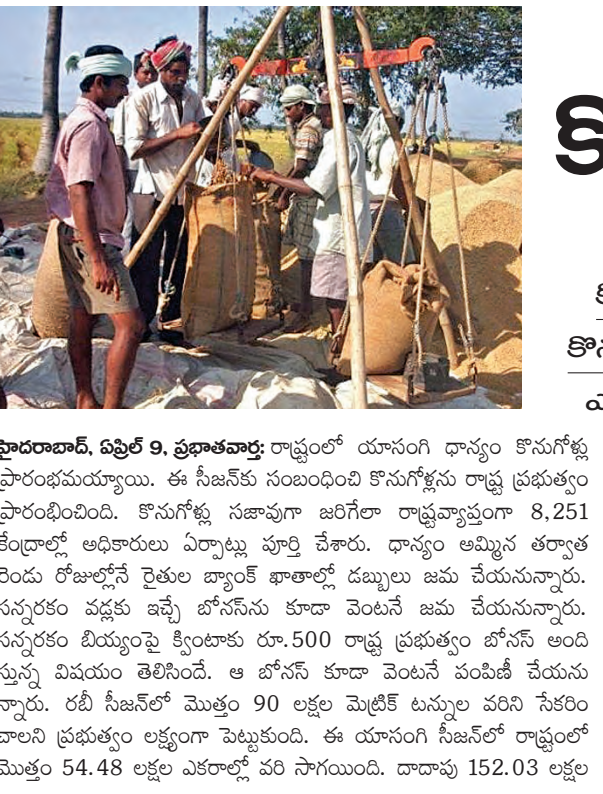 క
కొన
హైదరాబాద్, ఏప్రిల్ 9, ప్రభాతవార్త: రాష్ట్రంలో యాసంగి ధాన్యం కొనుగోళ్లు
ప్రారంభమయ్యాయి. ఈ సీజన్‌కు సంబంధించి కొనుగోళ్లను రాష్ట్ర ప్రభుత్వం
ప్రారంభించింది. కొనుగోళ్లు సజావుగా జరిగేలా రాష్ట్రవ్యాప్తంగా 8,251
కేంద్రాల్లో అధికారులు ఏర్పాట్లు పూర్తి చేశారు. ధాన్యం అమ్మిన తర్వాత
రెండు రోజుల్లోనే రైతుల బ్యాంక్ ఖాతాల్లో డబ్బులు జమ చేయనున్నారు.
సన్నరకం వడ్లకు ఇచ్చే బోనస్‌ను కూడా వెంటనే జమ చేయనున్నారు.
సన్నరకం బియ్యంపై క్వింటాకు రూ.500 రాష్ట్ర ప్రభుత్వం బోనస్ అంది
స్తున్న విషయం తెలిసిందే. ఆ బోనస్ కూడా వెంటనే పంపిణీ చేయను
న్నారు. రబీ సీజన్‌లో మొత్తం 90 లక్షల మెట్రిక్ టన్నుల వరిని సేకరిం
చాలని ప్రభుత్వం లక్ష్యంగా పెట్టుకుంది. ఈ యాసంగి సీజన్‌లో రాష్ట్రంలో
మొత్తం 54.48 లక్షల ఎకరాల్లో వరి సాగయింది. దాదాపు 152.03 లక్షల